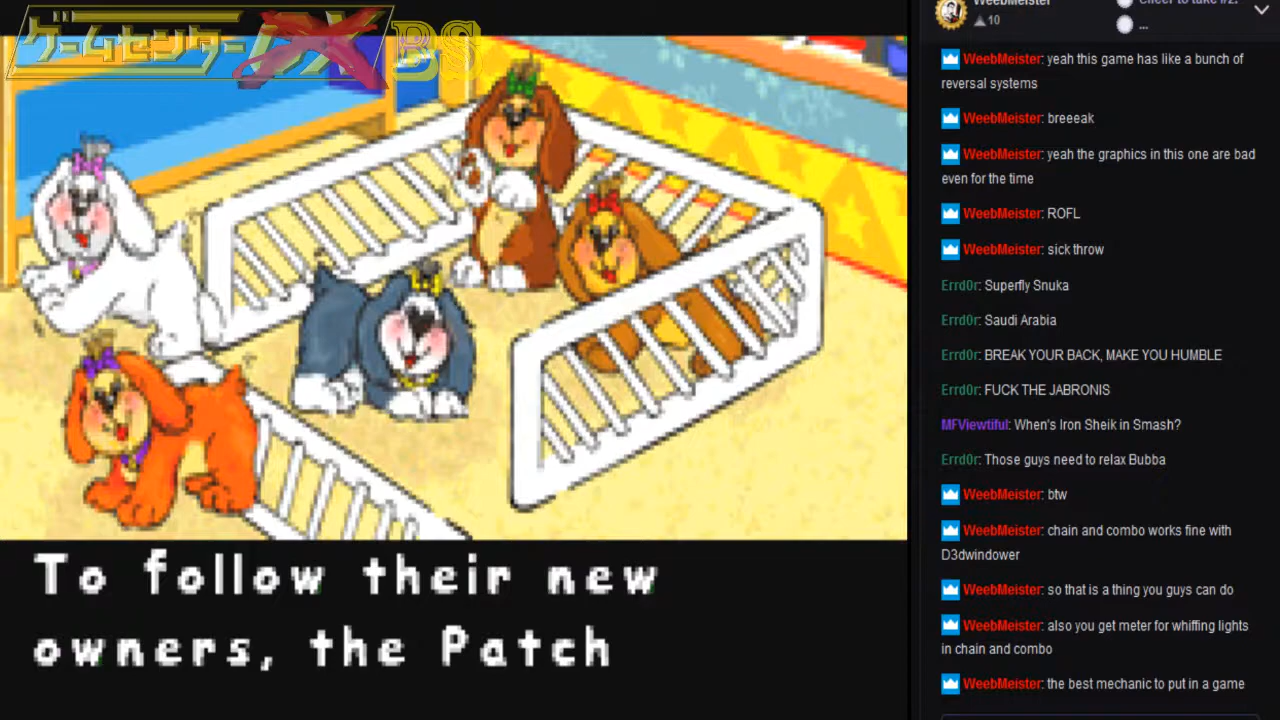 ゲームセンターDX BS
To follow their new
owners, the Patch
WeebMeister
▲10
Cheer to take #2.
...
WeebMeister: yeah this game has like a bunch of
reversal systems
WeebMeister: breeeak
WeebMeister: yeah the graphics in this one are bad
even for the time
WeebMeister: ROFL
WeebMeister: sick throw
Errd0r: Superfly Snuka
Errd0r: Saudi Arabia
Errd0r: BREAK YOUR BACK, MAKE YOU HUMBLE
Errd0r: FUCK THE JABRONIS
MFViewtiful: When's Iron Sheik in Smash?
Errd0r: Those guys need to relax Bubba
WeebMeister: btw
WeebMeister: chain and combo works fine with
D3dwindower
WeebMeister: so that is a thing you guys can do
WeebMeister: also you get meter for whiffing lights
in chain and combo
WeebMeister: the best mechanic to put in a game